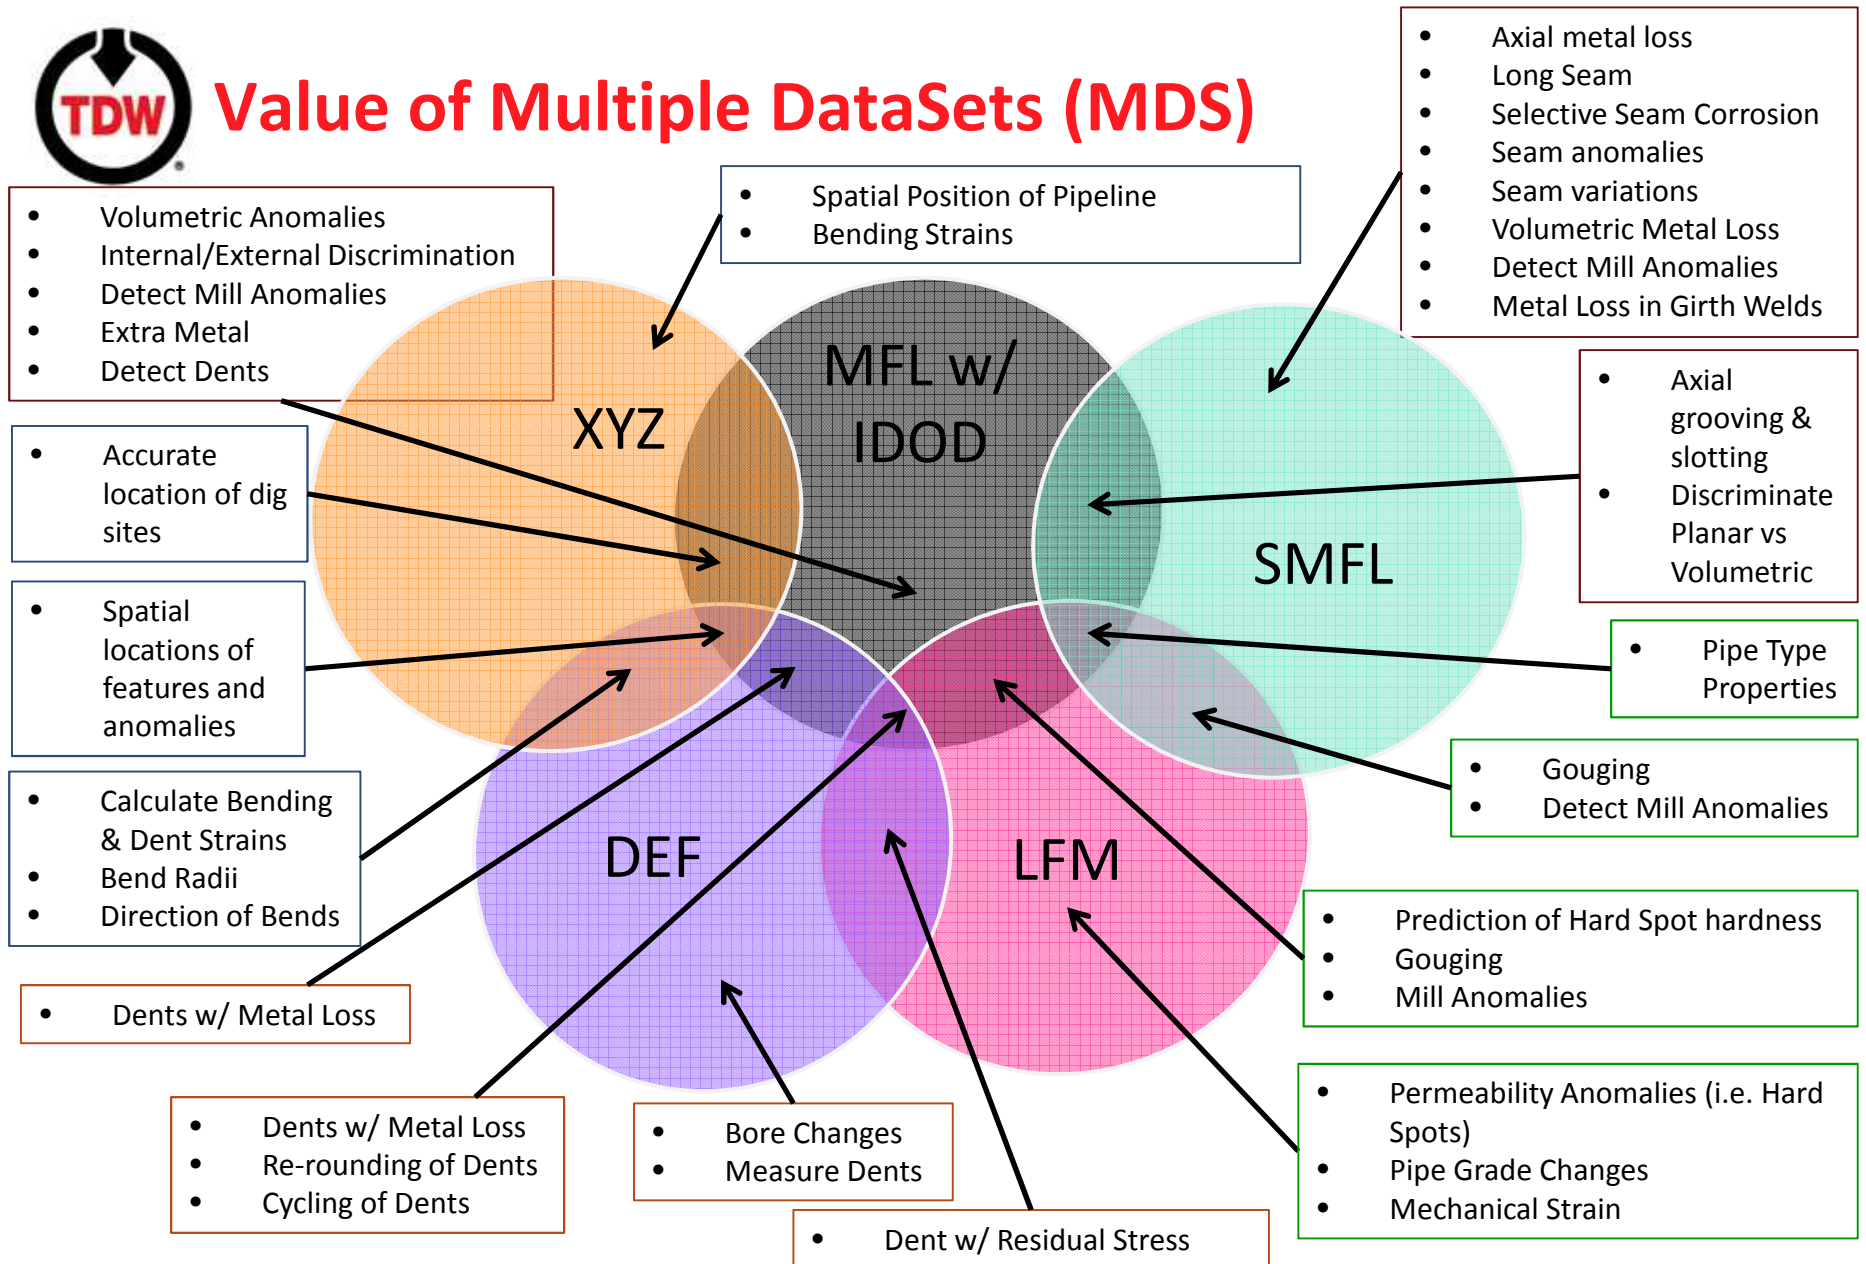 TDW
Value of Multiple DataSets (MDS)
• Axial metal loss
• Long Seam
• Selective Seam Corrosion
• Seam anomalies
• Seam variations
• Volumetric Metal Loss
• Detect Mill Anomalies
• Metal Loss in Girth Welds
• Spatial Position of Pipeline
• Bending Strains
• Volumetric Anomalies
• Internal/External Discrimination
• Detect Mill Anomalies
• Extra Metal
• Detect Dents
MFL w/
IDOD
XYZ
SMFL
DEF
LFM
• Axial
grooving &
slotting
• Discriminate
Planar vs
Volumetric
• Accurate
location of dig
sites
• Spatial
locations of
features and
anomalies
• Pipe Type
Properties
• Gouging
• Detect Mill Anomalies
• Calculate Bending
& Dent Strains
• Bend Radii
• Direction of Bends
• Prediction of Hard Spot hardness
• Gouging
• Mill Anomalies
• Dents w/ Metal Loss
• Dents w/ Metal Loss
• Re-rounding of Dents
• Cycling of Dents
• Bore Changes
• Measure Dents
• Permeability Anomalies (i.e. Hard
Spots)
• Pipe Grade Changes
• Mechanical Strain
• Dent w/ Residual Stress